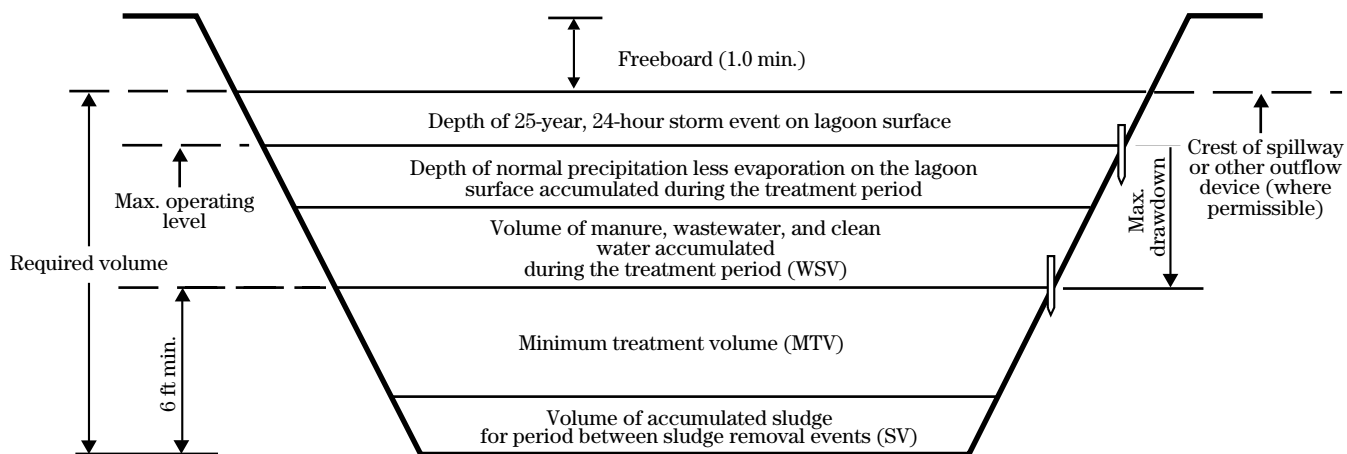 Freeboard (1.0 min.)
Depth of 25-year, 24-hour storm event on lagoon surface
Crest of spillway
or other outflow
device (where
permissible)
Depth of normal precipitation less evaporation on the lagoon
surface accumulated during the treatment period
Max. operating
level
Max.
drawdown
Volume of manure, wastewater, and clean
water accumulated
during the treatment period (WSV)
Required volume
Minimum treatment volume (MTV)
6 ft min.
Volume of accumulated sludge
for period between sludge removal events (SV)